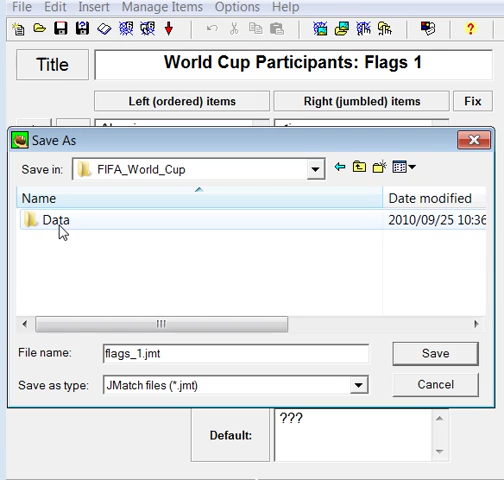 File Edit Insert Manage Items Options Help
Title
World Cup Participants: Flags 1
Left (ordered) items Right (jumbled) items Fix
Save As
Save in: FIFA_World_Cup
Name Date modified
Data 2010/09/25 10:36
File name: flags_1.jmt Save
Save as type: JMatch files (*.jmt) Cancel
???
Default: